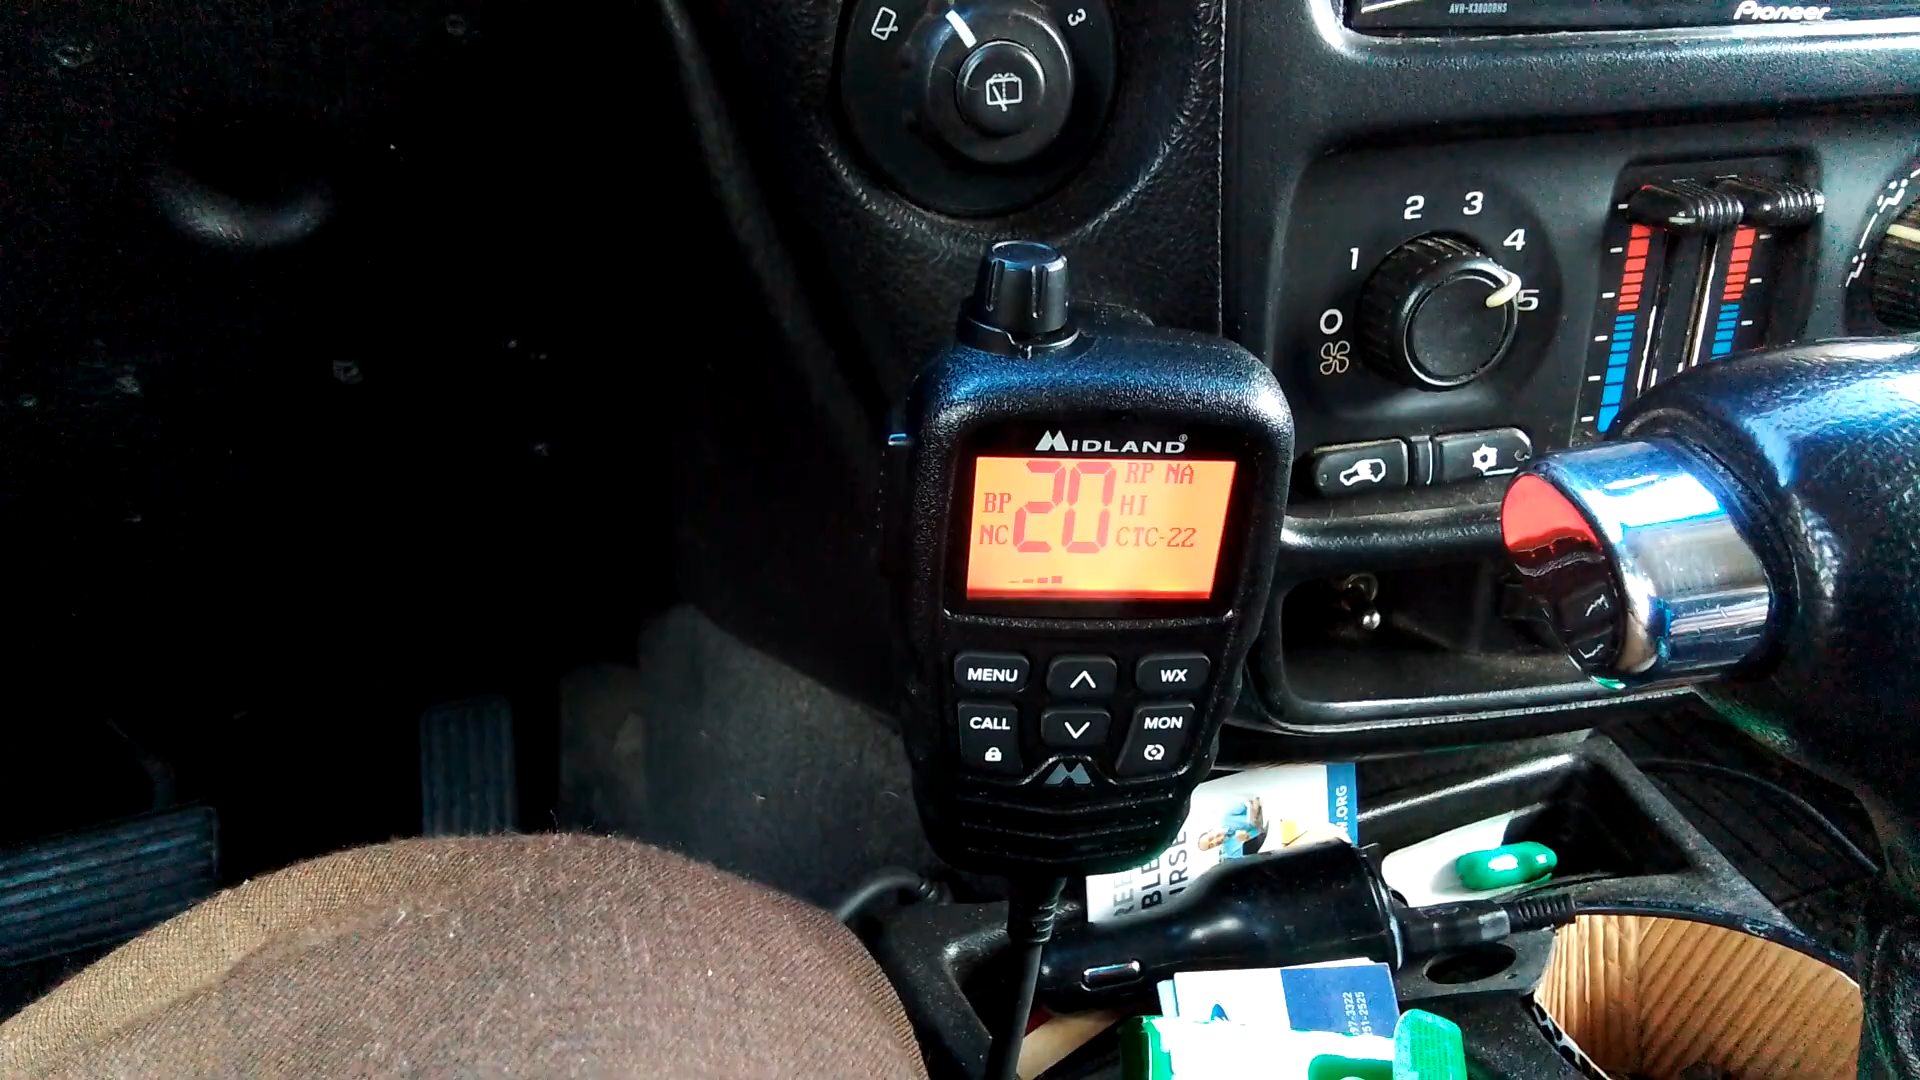 AVH-X3800BHS
Pioneer
3
1
2
3
4
5
O
MIDLAND®
BP
NC
20
RP NA
HI
CTC-22
MENU
WX
CALL
MON
N.ORG